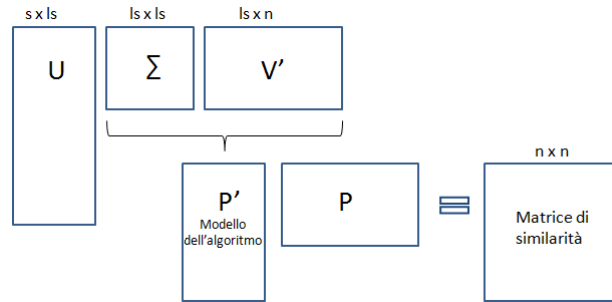 s x ls
ls x ls
ls x n
U
Σ
V’
n x n
P’
Modello
dell’algoritmo
P
=
Matrice di
similarità